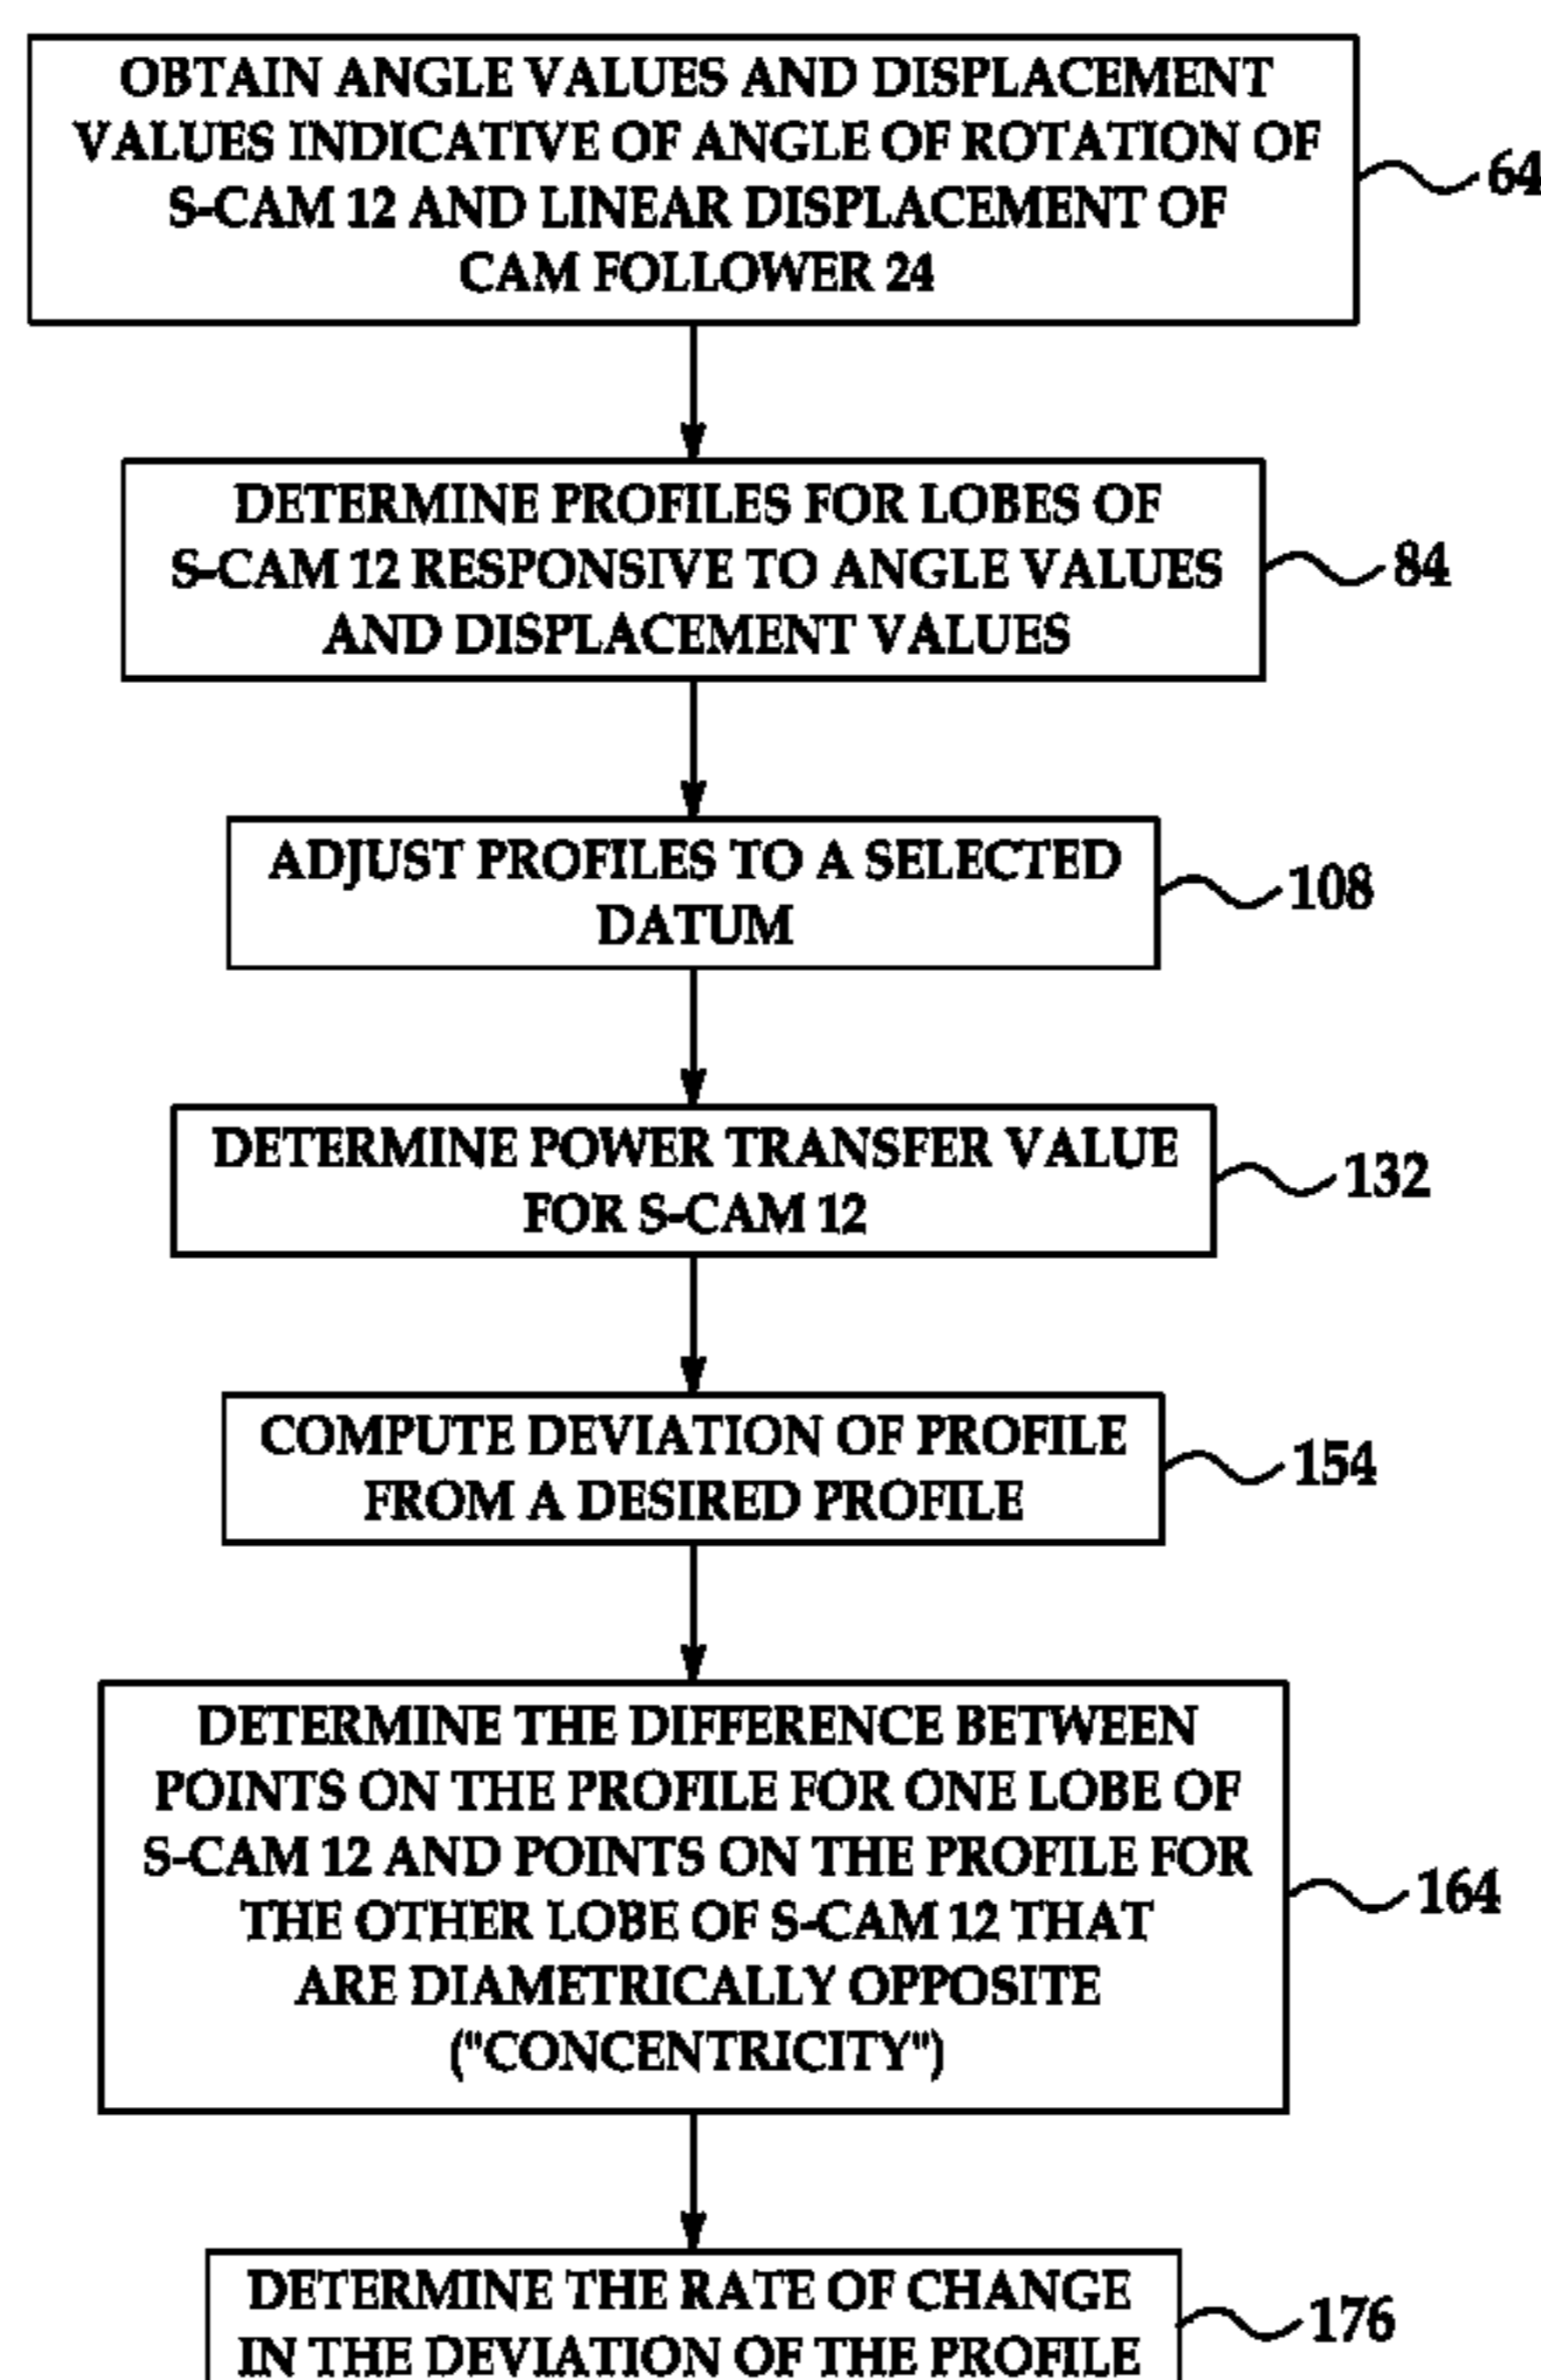 OBTAIN ANGLE VALUES AND DISPLACEMENT
VALUES INDICATIVE OF ANGLE OF ROTATION OF
S-CAM 12 AND LINEAR DISPLACEMENT OF
CAM FOLLOWER 24
64
DETERMINE PROFILES FOR LOBES OF
S-CAM 12 RESPONSIVE TO ANGLE VALUES
AND DISPLACEMENT VALUES
84
ADJUST PROFILES TO A SELECTED
DATUM
108
DETERMINE POWER TRANSFER VALUE
FOR S-CAM 12
132
COMPUTE DEVIATION OF PROFILE
FROM A DESIRED PROFILE
154
DETERMINE THE DIFFERENCE BETWEEN
POINTS ON THE PROFILE FOR ONE LOBE OF
S-CAM 12 AND POINTS ON THE PROFILE FOR
THE OTHER LOBE OF S-CAM 12 THAT
ARE DIAMETRICALLY OPPOSITE
("CONCENTRICITY")
164
DETERMINE THE RATE OF CHANGE
IN THE DEVIATION OF THE PROFILE
176